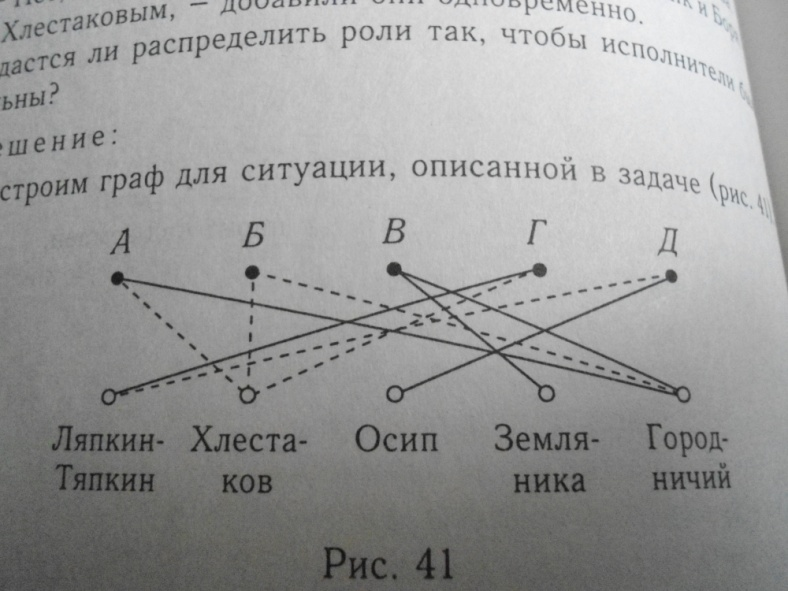 Хлестаковым, — добавили они одновременно.
дастся ли распределить роли так, чтобы исполнители
ьны?
ешение:
строим граф для ситуации, описанной в задаче (рис. 41)
А Б В Г Д
Ляпкин- Хлеста- Осип Земля- Город-
Тяпкин ков ника ничий
Рис. 41